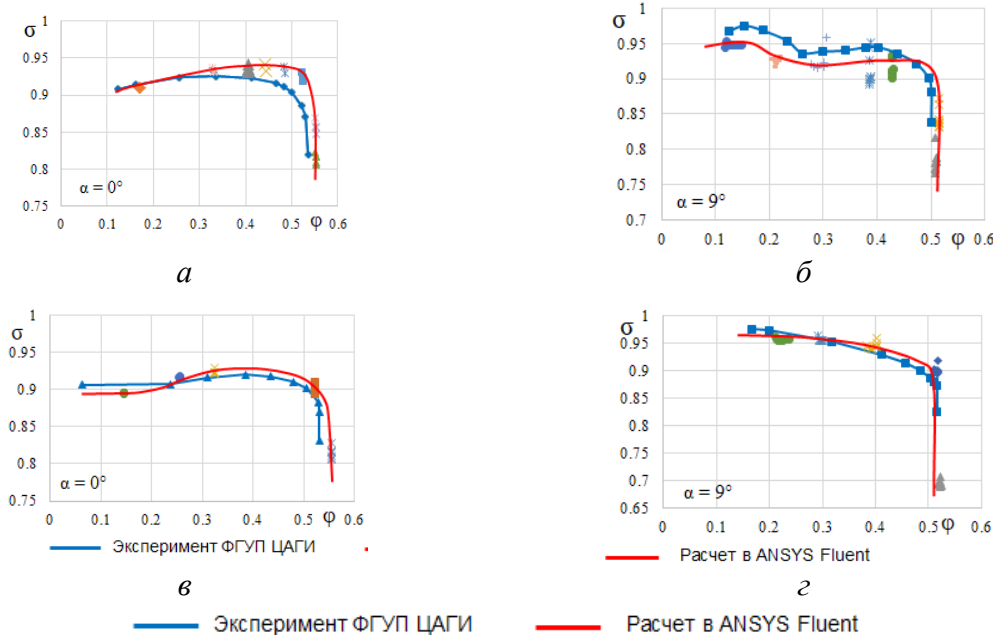 σ
1
0.95
0.9
0.85
0.8
0.75
α = 0°
0
0.1
0.2
0.3
0.4
0.5
φ
0.6
а
σ
1
0.95
0.9
0.85
0.8
0.75
0.7
α = 9°
0
0.1
0.2
0.3
0.4
0.5
φ
0.6
б
σ
1
0.95
0.9
0.85
0.8
0.75
α = 0°
0
0.1
0.2
0.3
0.4
0.5
φ
0.6
Эксперимент ФГУП ЦАГИ
в
σ
1
0.95
0.9
0.85
0.8
0.75
0.7
0.65
α = 9°
0
0.1
0.2
0.3
0.4
0.5
φ
0.6
Расчет в ANSYS Fluent
г
Эксперимент ФГУП ЦАГИ
Расчет в ANSYS Fluent